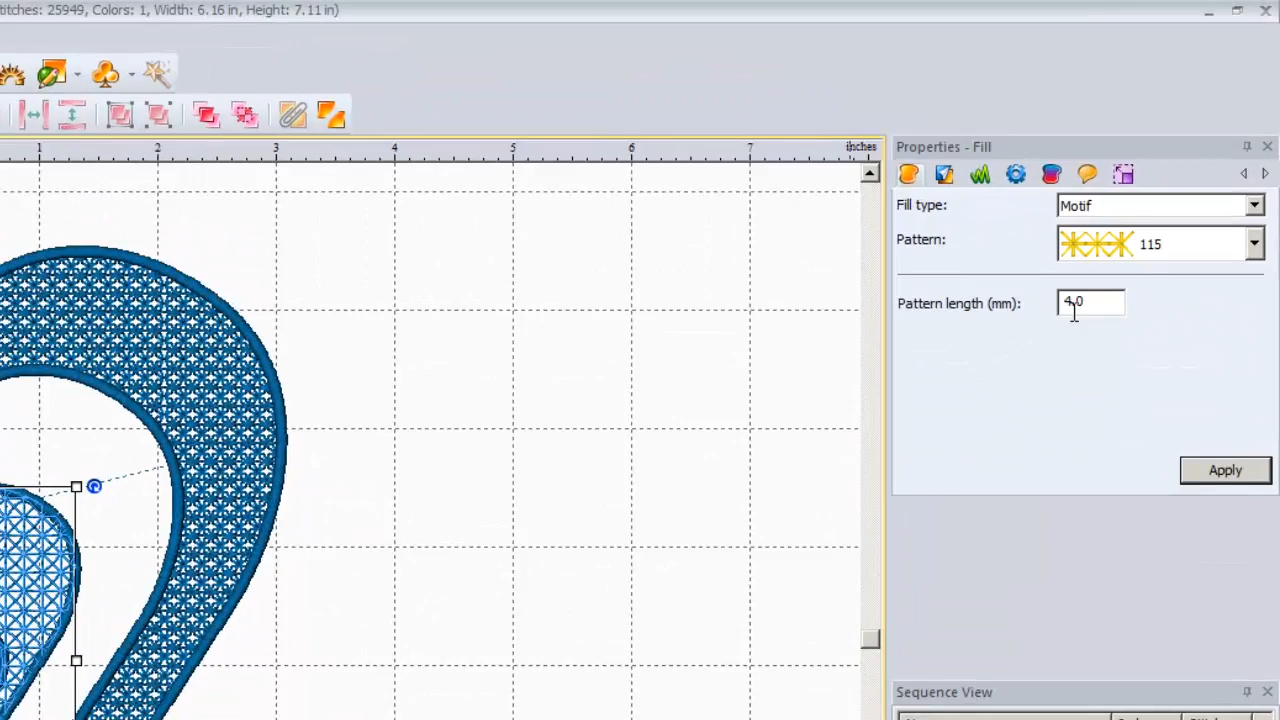 titches: 25949, Colors: 1, Width: 6.16 in, Height: 7.11 in)
1 2 3 4 5 6 7 inches
Properties - Fill
Fill type: Motif
Pattern: 115
Pattern length (mm): 4.0
Apply
Sequence View